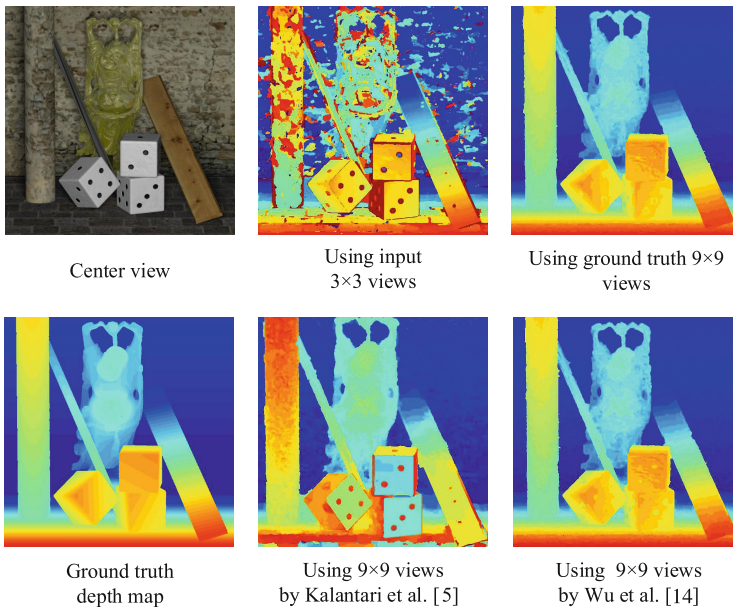 Center view
Using input
3×3 views
Using ground truth 9×9
views
Ground truth
depth map
Using 9×9 views
by Kalantari et al. [5]
Using 9×9 views
by Wu et al. [14]